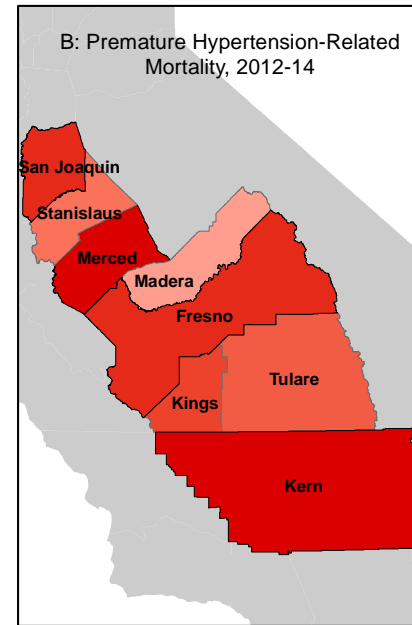 B: Premature Hypertension-Related
Mortality, 2012-14
San Joaquin
Stanislaus
Merced
Madera
Fresno
Tulare
Kings
Kern